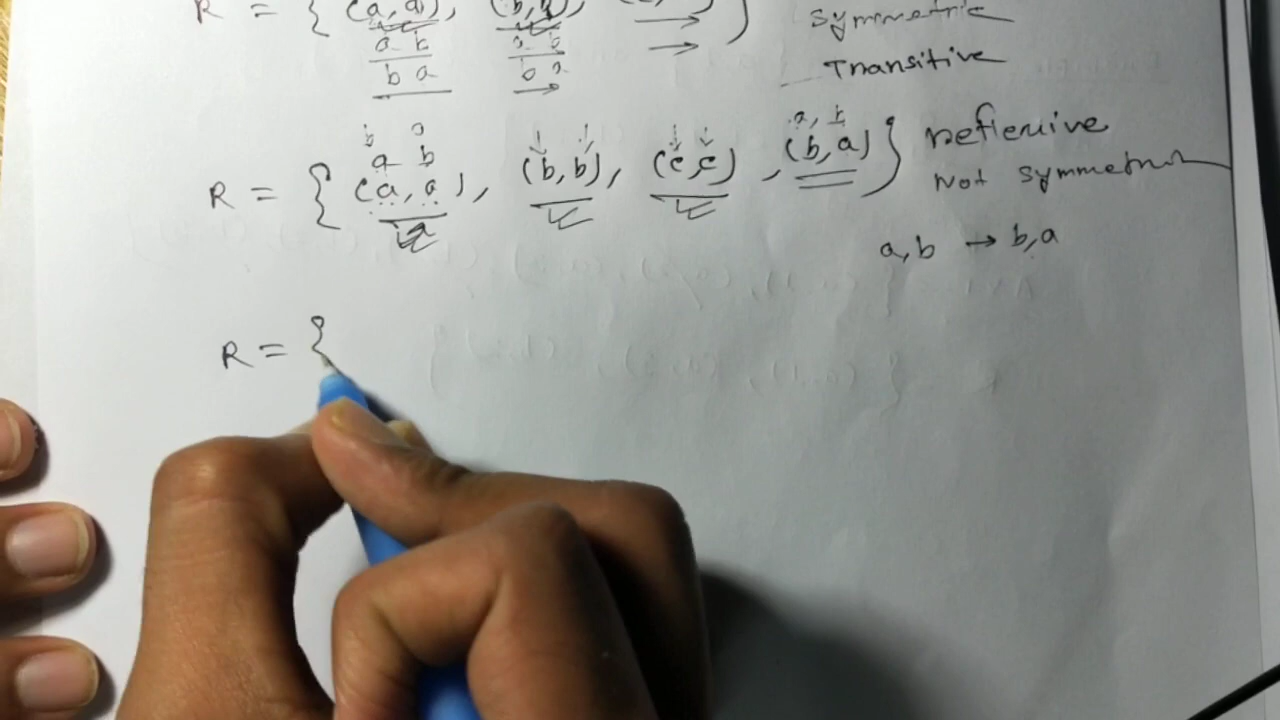 R = { (a, a), (b, b),
a b a b symmetric
b a b a Transitive
b a a, b
a b
R = { (a, a), (b, b), (c, c), (b, a) } reflexive
Not symmetric
a, b → b, a
R = {